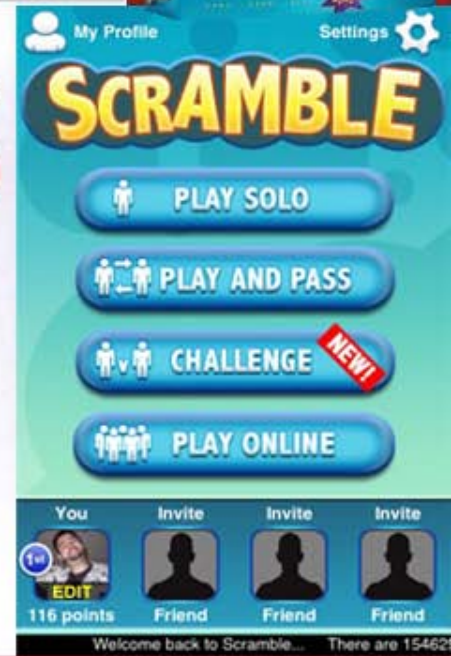 My Profile
Settings
SCRAMBLE
PLAY SOLO
PLAY AND PASS
CHALLENGE
NEW!
PLAY ONLINE
You
Invite
Invite
Invite
1st
EDIT
116 points
Friend
Friend
Friend
Welcome back to Scramble... There are 154625